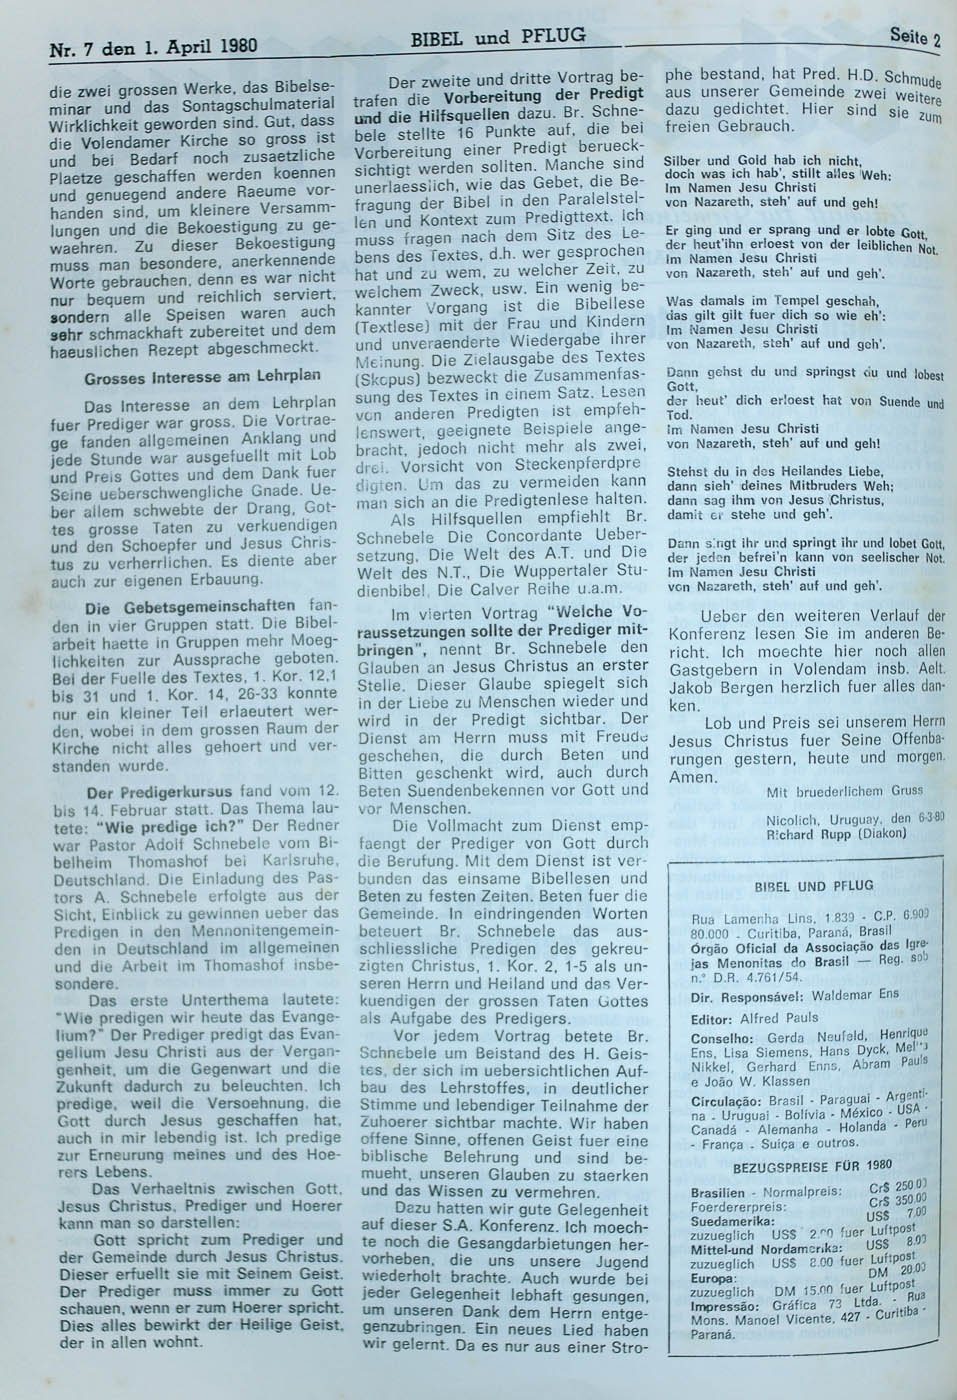 Nr. 7 den 1. April 1980
BIBEL und PFLUG
Seite 2
die zwei grossen Werke, das Bibelse-
minar und das Sontagschulmaterial
Wirklichkeit geworden sind. Gut, dass
die Volendamer Kirche so gross ist
und bei Bedarf noch zusaetzliche
Plaetze geschaffen werden koennen
und genuegend andere Raeume vor-
handen sind, um kleinere Versamm-
lungen und die Bekoestigung zu ge-
waehren. Zu dieser Bekoestigung
muss man besondere, anerkennende
Worte gebrauchen, denn es war nicht
nur bequem und reichlich serviert,
sondern alle Speisen waren auch
sehr schmackhaft zubereitet und dem
haeuslichen Rezept abgeschmeckt.
Grosses Interesse am Lehrplan
Das Interesse an dem Lehrplan
fuer Prediger war gross. Die Vortrae-
ge fanden allgemeinen Anklang und
jede Stunde war ausgefuellt mit Lob
und Preis Gottes und dem Dank fuer
Seine ueberschwengliche Gnade. Ue-
ber allem schwebte der Drang, Got-
tes grosse Taten zu verkuendigen
und den Schoepfer und Jesus Chris-
tus zu verherrlichen. Es diente aber
auch zur eigenen Erbauung.
Die Gebetsgemeinschaften fan-
den in vier Gruppen statt. Die Bibel-
arbeit haette in Gruppen mehr Moeg-
lichkeiten zur Aussprache geboten.
Bei der Fuelle des Textes, 1. Kor. 12,1
bis 31 und 1. Kor. 14, 26-33 konnte
nur ein kleiner Teil erlaeutert wer-
den, wobei in dem grossen Raum der
Kirche nicht alles gehoert und ver-
standen wurde.
Der Predigerkursus fand vom 12.
bis 14. Februar statt. Das Thema lau-
tete: "Wie predige ich?" Der Redner
war Pastor Adolf Schnebele vom Bi-
belheim Thomashof bei Karlsruhe,
Deutschland. Die Einladung des Pas-
tors A. Schnebele erfolgte aus der
Sicht, Einblick zu gewinnen ueber das
Predigen in den Mennonitengemein-
den in Deutschland im allgemeinen
und die Arbeit im Thomashof insbe-
sondere.
Das erste Unterthema lautete:
"Wie predigen wir heute das Evange-
lium?" Der Prediger predigt das Evan-
gelium Jesu Christi aus der Vergan-
genheit, um die Gegenwart und die
Zukunft dadurch zu beleuchten. Ich
predige, weil die Versoehnung, die
Gott durch Jesus geschaffen hat,
auch in mir lebendig ist. Ich predige
zur Erneurung meines und des Hoe-
rers Lebens.
Das Verhaeltnis zwischen Gott,
Jesus Christus, Prediger und Hoerer
kann man so darstellen:
Gott spricht zum Prediger und
der Gemeinde durch Jesus Christus.
Dieser erfuellt sie mit Seinem Geist.
Der Prediger muss immer zu Gott
schauen, wenn er zum Hoerer spricht.
Dies alles bewirkt der Heilige Geist,
der in allen wohnt.
Der zweite und dritte Vortrag be-
trafen die Vorbereitung der Predigt
und die Hilfsquellen dazu. Br. Schne-
bele stellte 16 Punkte auf, die bei
Vorbereitung einer Predigt berueck-
sichtigt werden sollten. Manche sind
unerlaesslich, wie das Gebet, die Be-
fragung der Bibel in den Paralelstel-
len und Kontext zum Predigttext. Ich
muss fragen nach dem Sitz des Le-
bens des Textes, d.h. wer gesprochen
hat und zu wem, zu welcher Zeit, zu
welchem Zweck, usw. Ein wenig be-
kannter Vorgang ist die Bibellese
(Textlese) mit der Frau und Kindern
und unveraenderte Wiedergabe ihrer
Meinung. Die Zielausgabe des Textes
(Skopus) bezweckt die Zusammenfas-
sung des Textes in einem Satz. Lesen
von anderen Predigten ist empfeh-
lenswert, geeignete Beispiele ange-
bracht, jedoch nicht mehr als zwei,
drei. Vorsicht von Steckenpferdpre
digten. Um das zu vermeiden kann
man sich an die Predigtenlese halten.
Als Hilfsquellen empfiehlt Br.
Schnebele Die Concordante Ueber-
setzung, Die Welt des A.T. und Die
Welt des N.T., Die Wuppertaler Stu-
dienbibel, Die Calver Reihe u.a.m.
Im vierten Vortrag "Welche Vo-
raussetzungen sollte der Prediger mit-
bringen", nennt Br. Schnebele den
Glauben an Jesus Christus an erster
Stelle. Dieser Glaube spiegelt sich
in der Liebe zu Menschen wieder und
wird in der Predigt sichtbar. Der
Dienst am Herrn muss mit Freude
geschehen, die durch Beten und
Bitten geschenkt wird, auch durch
Beten Suendenbekennen vor Gott und
vor Menschen.
Die Vollmacht zum Dienst emp-
faengt der Prediger von Gott durch
die Berufung. Mit dem Dienst ist ver-
bunden das einsame Bibellesen und
Beten zu festen Zeiten. Beten fuer die
Gemeinde. In eindringenden Worten
beteuert Br. Schnebele das aus-
schliessliche Predigen des gekreu-
zigten Christus, 1. Kor. 2, 1-5 als un-
seren Herrn und Heiland und das Ver-
kuendigen der grossen Taten Gottes
als Aufgabe des Predigers.
Vor jedem Vortrag betete Br.
Schnebele um Beistand des H. Geis-
tes, der sich im uebersichtlichen Auf-
bau des Lehrstoffes, in deutlicher
Stimme und lebendiger Teilnahme der
Zuhoerer sichtbar machte. Wir haben
offene Sinne, offenen Geist fuer eine
biblische Belehrung und sind be-
mueht, unseren Glauben zu staerken
und das Wissen zu vermehren.
Dazu hatten wir gute Gelegenheit
auf dieser S.A. Konferenz. Ich moech-
te noch die Gesangdarbietungen her-
vorheben, die uns unsere Jugend
wiederholt brachte. Auch wurde bei
jeder Gelegenheit lebhaft gesungen,
um unseren Dank dem Herrn entge-
genzubringen. Ein neues Lied haben
wir gelernt. Da es nur aus einer Stro-
phe bestand, hat Pred. H.D. Schmude
aus unserer Gemeinde zwei weitere
dazu gedichtet. Hier sind sie zum
freien Gebrauch.
Silber und Gold hab ich nicht,
doch was ich hab', stillt alles Weh:
Im Namen Jesu Christi
von Nazareth, steh' auf und geh!
Er ging und er sprang und er lobte Gott,
der heut'ihn erloest von der leiblichen Not.
Im Namen Jesu Christi
von Nazareth, steh' auf und geh'.
Was damals im Tempel geschah,
das gilt gilt fuer dich so wie eh':
Im Namen Jesu Christi
von Nazareth, steh' auf und geh'.
Dann gehst du und springst du und lobest
Gott,
der heut' dich erloest hat von Suende und
Tod.
Im Namen Jesu Christi
von Nazareth, steh' auf und geh!
Stehst du in des Heilandes Liebe,
dann sieh' deines Mitbruders Weh;
dann sag ihm von Jesus Christus,
damit er stehe und geh'.
Dann singt ihr und springt ihr und lobet Gott,
der jeden befrei'n kann von seelischer Not.
Im Namen Jesu Christi
von Nazareth, steh' auf und geh'.
Ueber den weiteren Verlauf der
Konferenz lesen Sie im anderen Be-
richt. Ich moechte hier noch allen
Gastgebern in Volendam insb. Aelt.
Jakob Bergen herzlich fuer alles dan-
ken.
Lob und Preis sei unserem Herrn
Jesus Christus fuer Seine Offenba-
rungen gestern, heute und morgen.
Amen.
Mit bruederlichem Gruss
Nicolich, Uruguay, den 6-3-80
Richard Rupp (Diakon)
BIBEL UND PFLUG
Rua Lamenha Lins, 1.839 - C.P. 6.909
80.000 - Curitiba, Paraná, Brasil
Órgão Oficial da Associação das Igre-
jas Menonitas do Brasil — Reg. sob
n.º D.R. 4.761/54.
Dir. Responsável: Waldemar Ens
Editor: Alfred Pauls
Conselho: Gerda Neufeld, Henrique
Ens, Lisa Siemens, Hans Dyck,
Nikkel, Gerhard Enns, Abram Pauls
e João W. Klassen
Circulação: Brasil - Paraguai - Argenti-
na - Uruguai - Bolívia - México - USA -
Canadá - Alemanha - Holanda - Peru
- França - Suíça e outros.
BEZUGSPREISE FÜR 1980
Brasilien - Normalpreis: Cr$ 250.00
Foerdererpreis: Cr$ 350.00
Suedamerika: US$ 7.00
zuzueglich US$ 2.00 fuer Luftpost
Mittel-und Nordamerika: US$ 8.00
zuzueglich US$ 8.00 fuer Luftpost
Europa: DM 20.00
zuzueglich DM 15.00 fuer Luftpost
Impressão: Gráfica 73 Ltda. - Rua
Mons. Manoel Vicente, 427 - Curitiba -
Paraná.